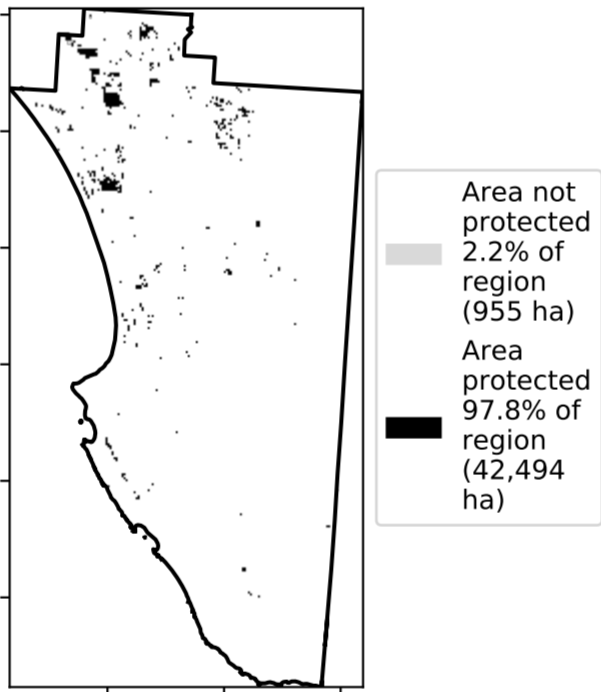 Area not
protected
2.2% of
region
(955 ha)
Area
protected
97.8% of
region
(42,494
ha)